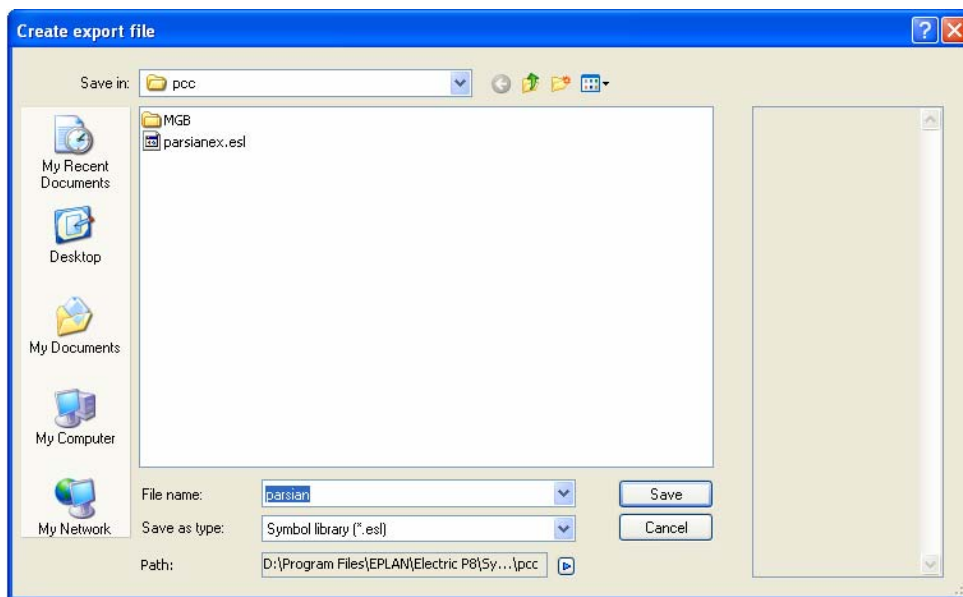 Create export file
Save in: pcc
MGB
parsianex.esl
My Recent
Documents
Desktop
My Documents
My Computer
My Network
File name: parsian Save
Save as type: Symbol library (*.esl) Cancel
Path: D:\Program Files\EPLAN\Electric P8\Sy...\pcc